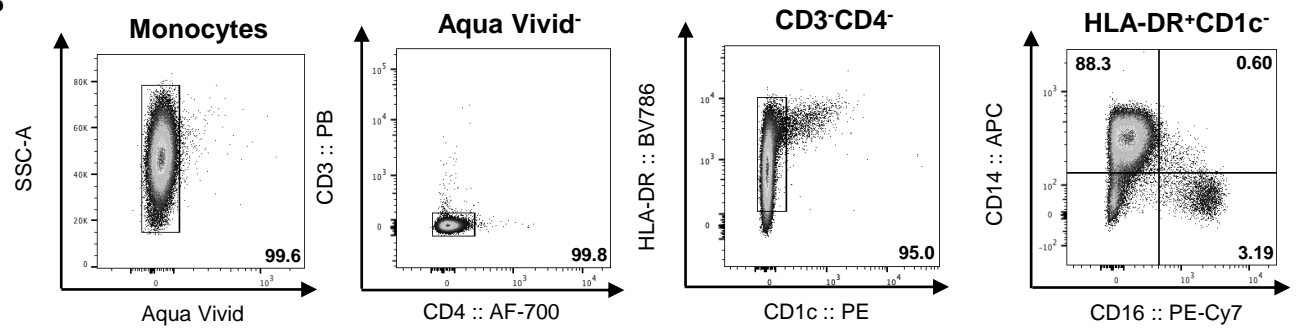 Monocytes
Aqua Vivid-
CD3-CD4-
HLA-DR+CD1c-
SSC-A
80K
60K
40K
20K
0
0
10³
99.6
Aqua Vivid
CD3 :: PB
10⁵
10⁴
10³
0
0
10³
10⁴
99.8
CD4 :: AF-700
HLA-DR :: BV786
10⁴
10³
0
0
10³
10⁴
95.0
CD1c :: PE
CD14 :: APC
88.3
0.60
10³
10²
0
-10²
3.19
0
10³
10⁴
CD16 :: PE-Cy7